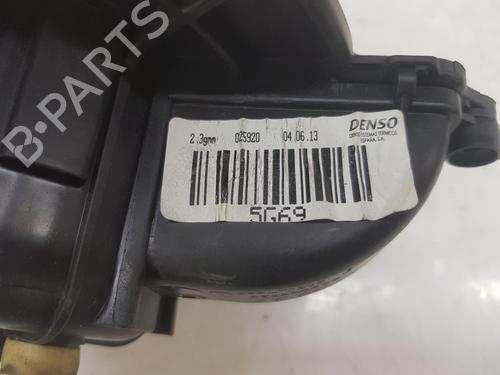 2.3gmm 025920 04.06.13 DENSO
DENSO SISTEMAS TERMICOS
ESPAÑA, S.A.
5G69
B-PARTS